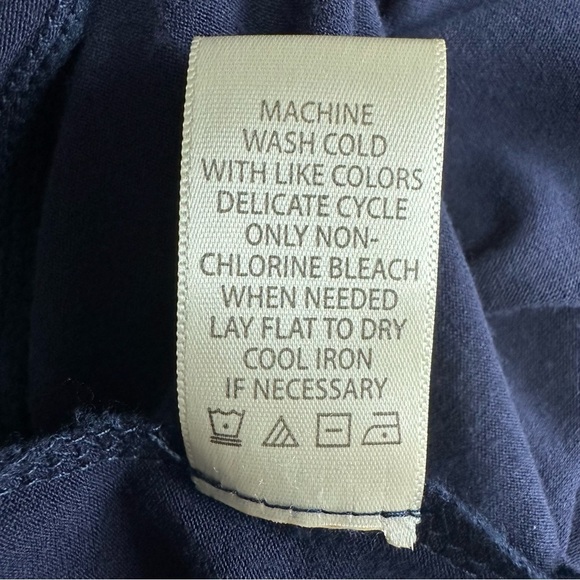 MACHINE
WASH COLD
WITH LIKE COLORS
DELICATE CYCLE
ONLY NON-
CHLORINE BLEACH
WHEN NEEDED
LAY FLAT TO DRY
COOL IRON
IF NECESSARY